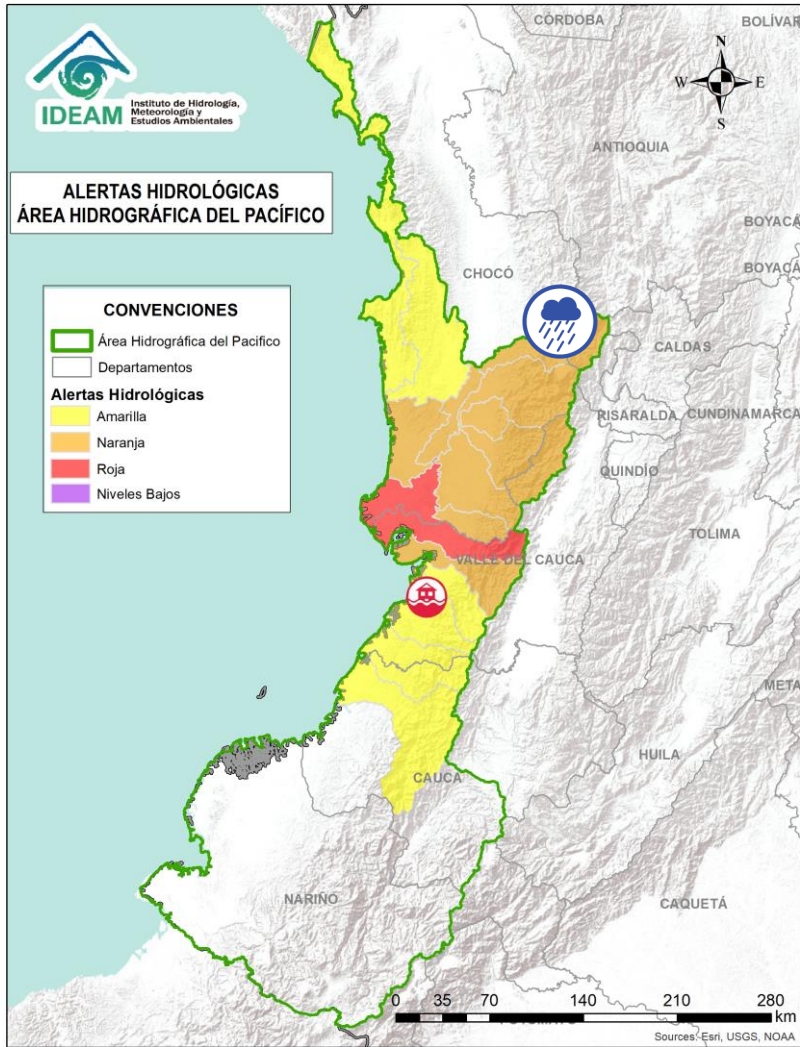 CÓRDOBA
BOLÍVAR
N
W E
S
IDEAM
Instituto de Hidrología,
Meteorología y
Estudios Ambientales
ANTIOQUIA
ALERTAS HIDROLÓGICAS
ÁREA HIDROGRÁFICA DEL PACÍFICO
BOYACÁ
BOYACÁ
CHOCÓ
CONVENCIONES
Área Hidrográfica del Pacifico
Departamentos
Alertas Hidrológicas
Amarilla
Naranja
Roja
Niveles Bajos
CALDAS
RISARALDA
CUNDINAMARCA
QUINDÍO
TOLIMA
VALLE DEL CAUCA
META
HUILA
CAUCA
NARIÑO
CAQUETÁ
0 35 70 140 210 280
km
Sources: Esri, USGS, NOAA